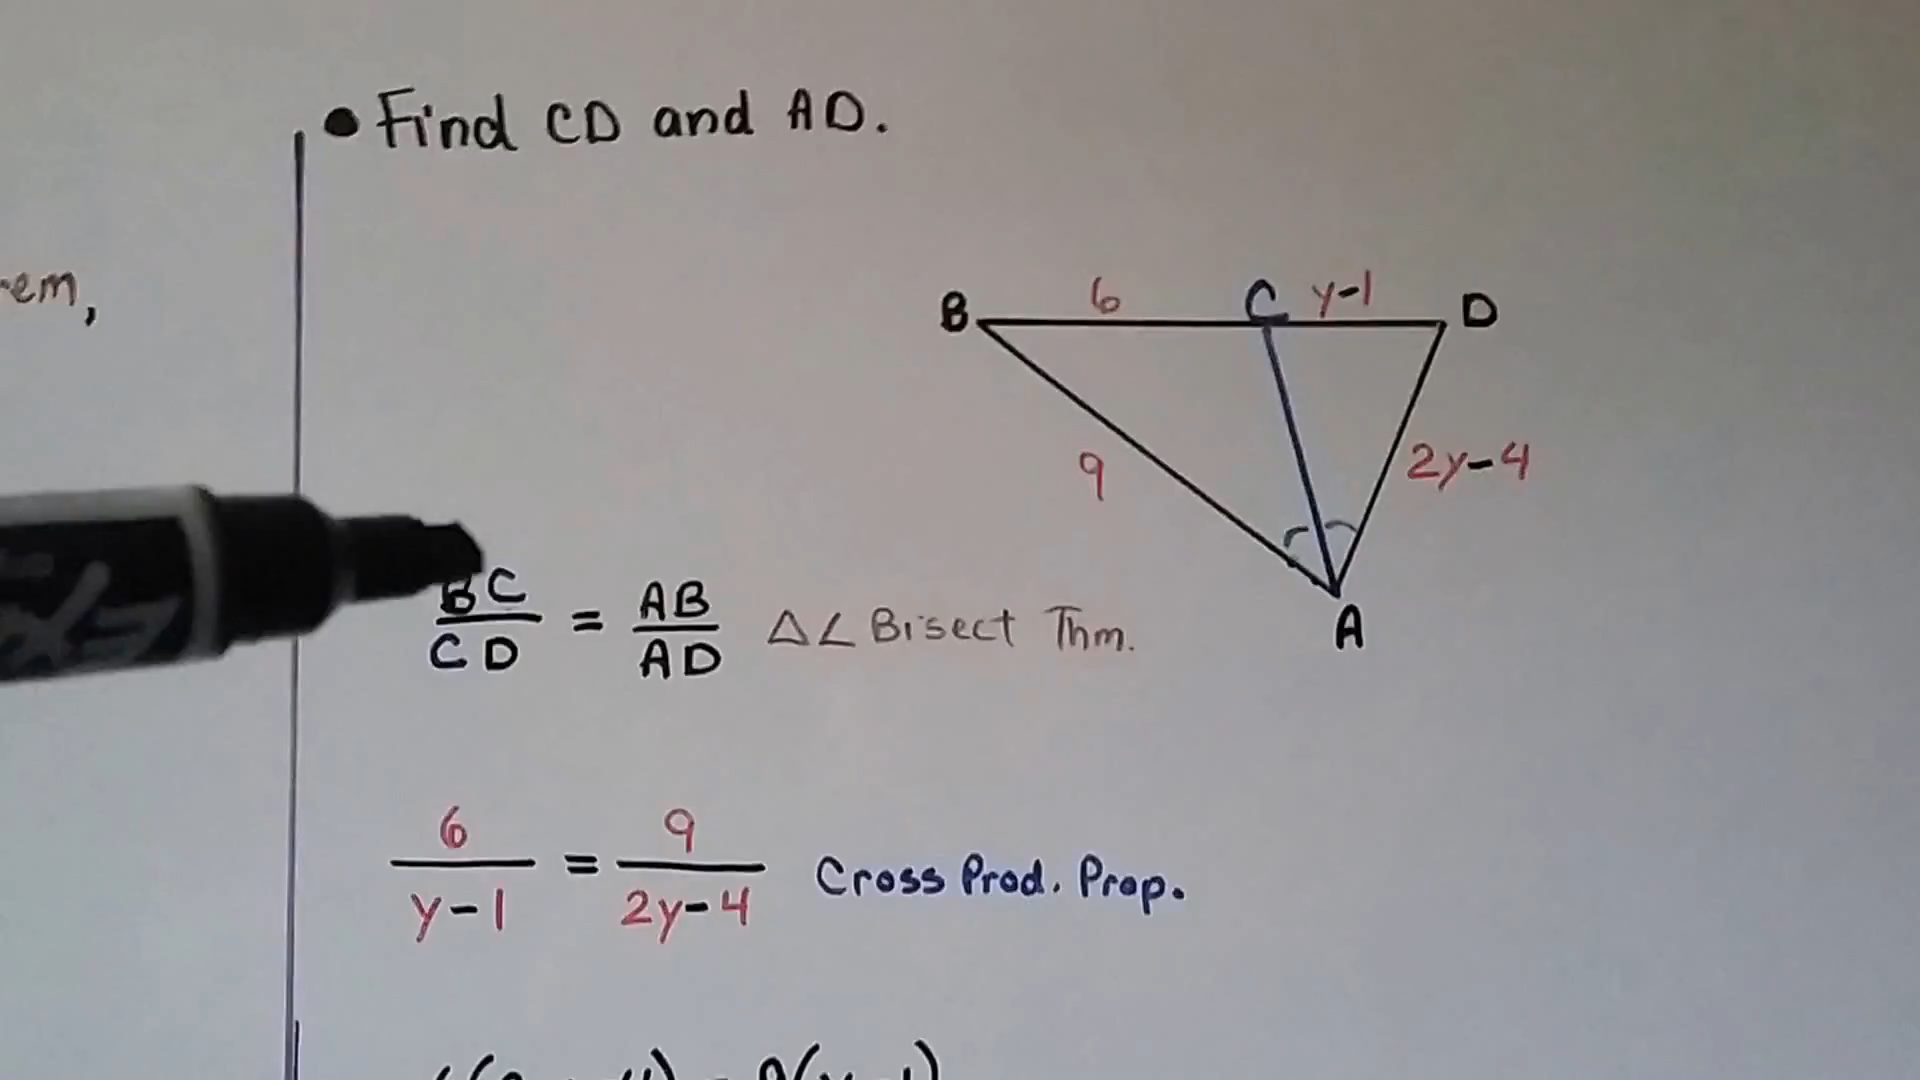 • Find CD and AD.
rem,
B 6 C y-1 D
9 2y-4
A
BC/CD = AB/AD △∠ Bisect Thm.
6/y-1 = 9/2y-4 Cross Prod. Prop.